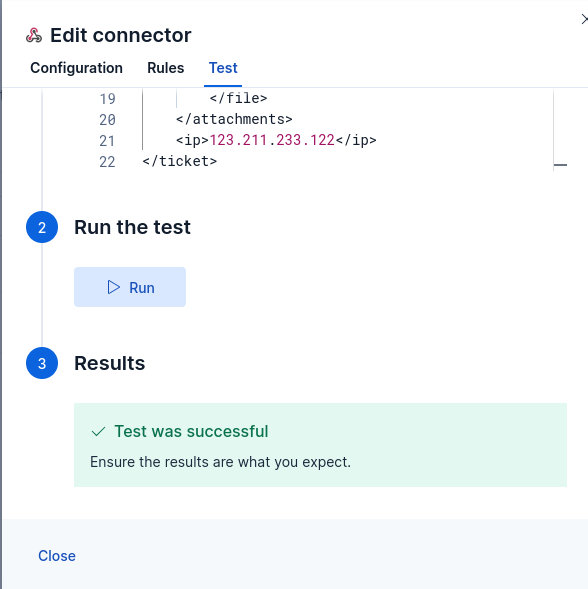 Edit connector
Configuration Rules Test
19 </file>
20 </attachments>
21 <ip>123.211.233.122</ip>
22 </ticket>
2 Run the test
Run
3 Results
Test was successful
Ensure the results are what you expect.
Close